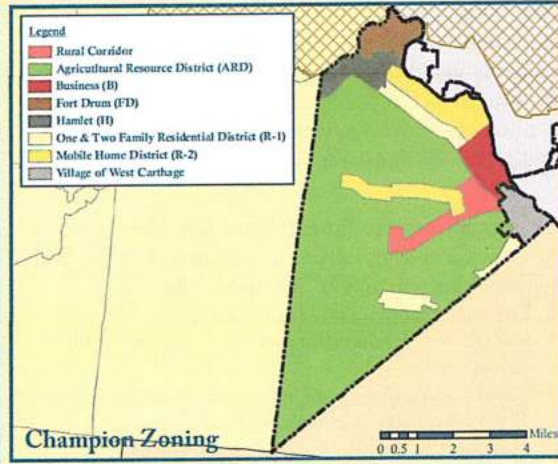 Legend
Rural Corridor
Agricultural Resource District (ARD)
Business (B)
Fort Drum (FD)
Hamlet (H)
One & Two Family Residential District (R-1)
Mobile Home District (R-2)
Village of West Carthage
Champion Zoning
Miles
0 0.5 1 2 3 4